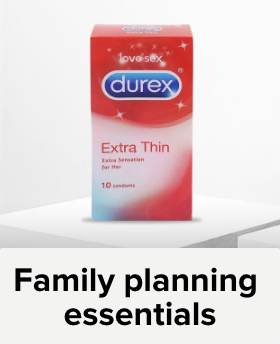 love sex
durex
Extra Thin
Extra Sensation
for Her
10 condoms
Family planning
essentials